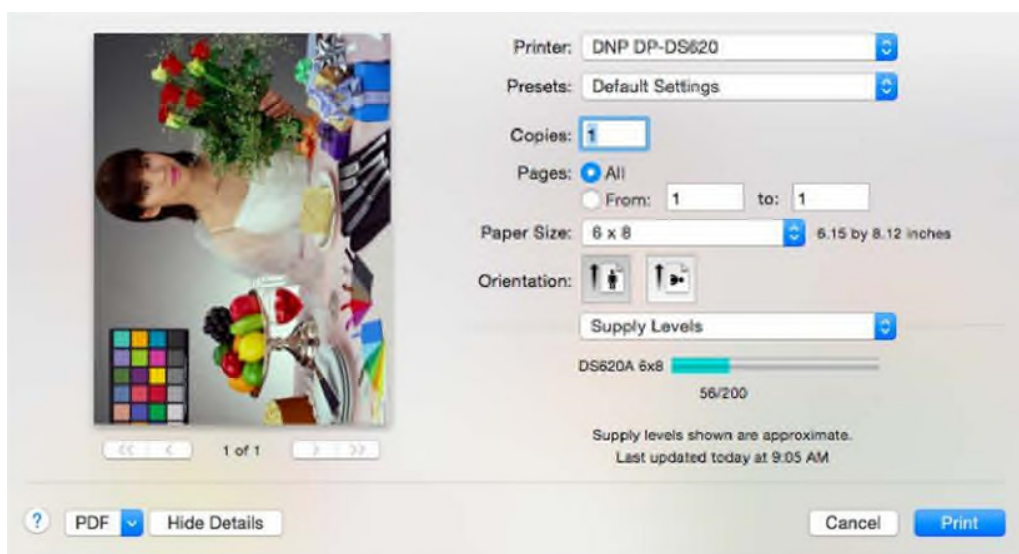 Printer: DNP DP-DS620
Presets: Default Settings
Copies: 1
Pages: All
From: 1 to: 1
Paper Size: 6 x 8 6.15 by 8.12 inches
Orientation:
Supply Levels
DS620A 6x8
56/200
Supply levels shown are approximate.
Last updated today at 9:05 AM
<< < 1 of 1 > >>
? PDF Hide Details Cancel Print